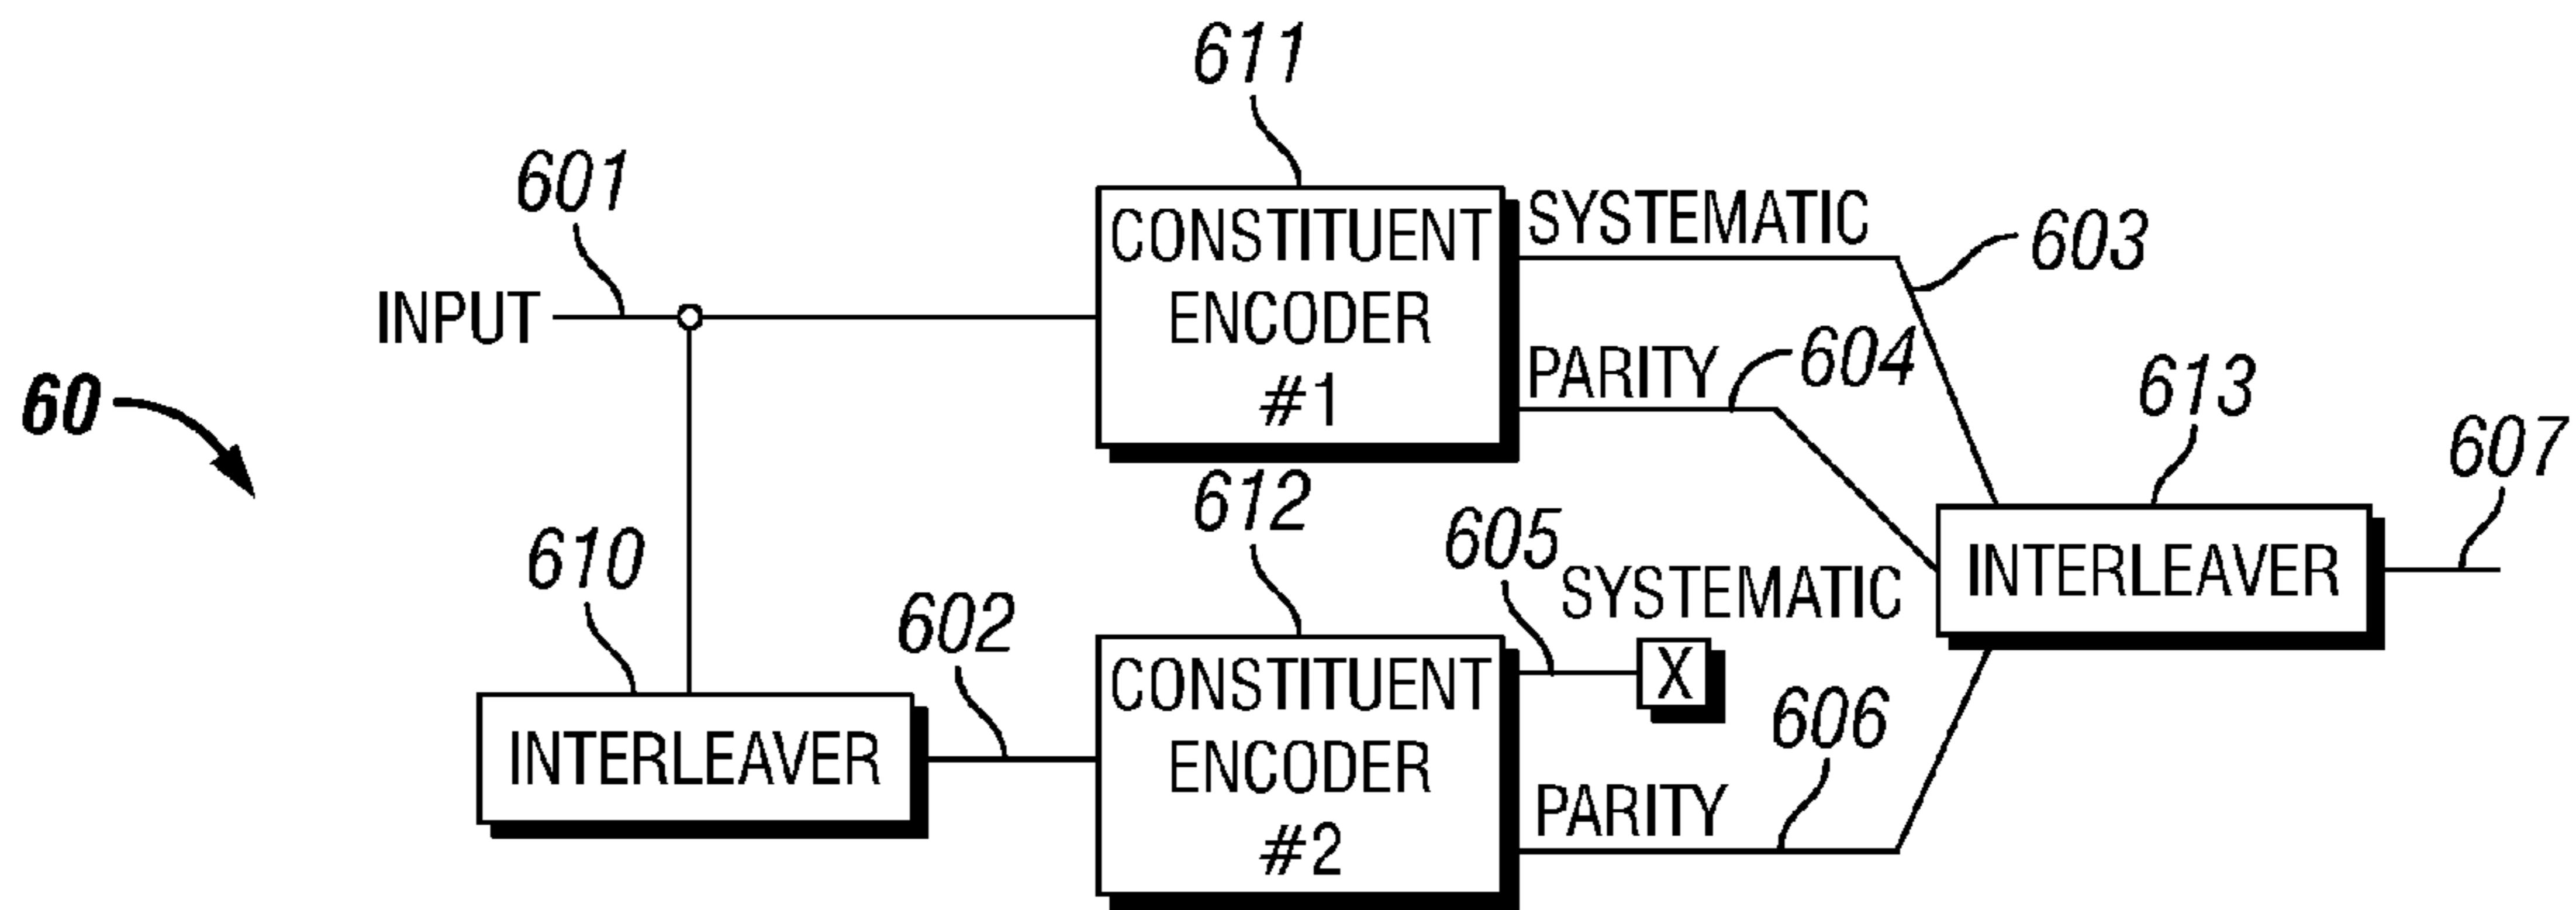 611
601
CONSTITUENT
ENCODER
#1
SYSTEMATIC
603
INPUT
PARITY
604
613
60
607
612
605
SYSTEMATIC
INTERLEAVER
610
602
CONSTITUENT
ENCODER
#2
X
606
INTERLEAVER
PARITY